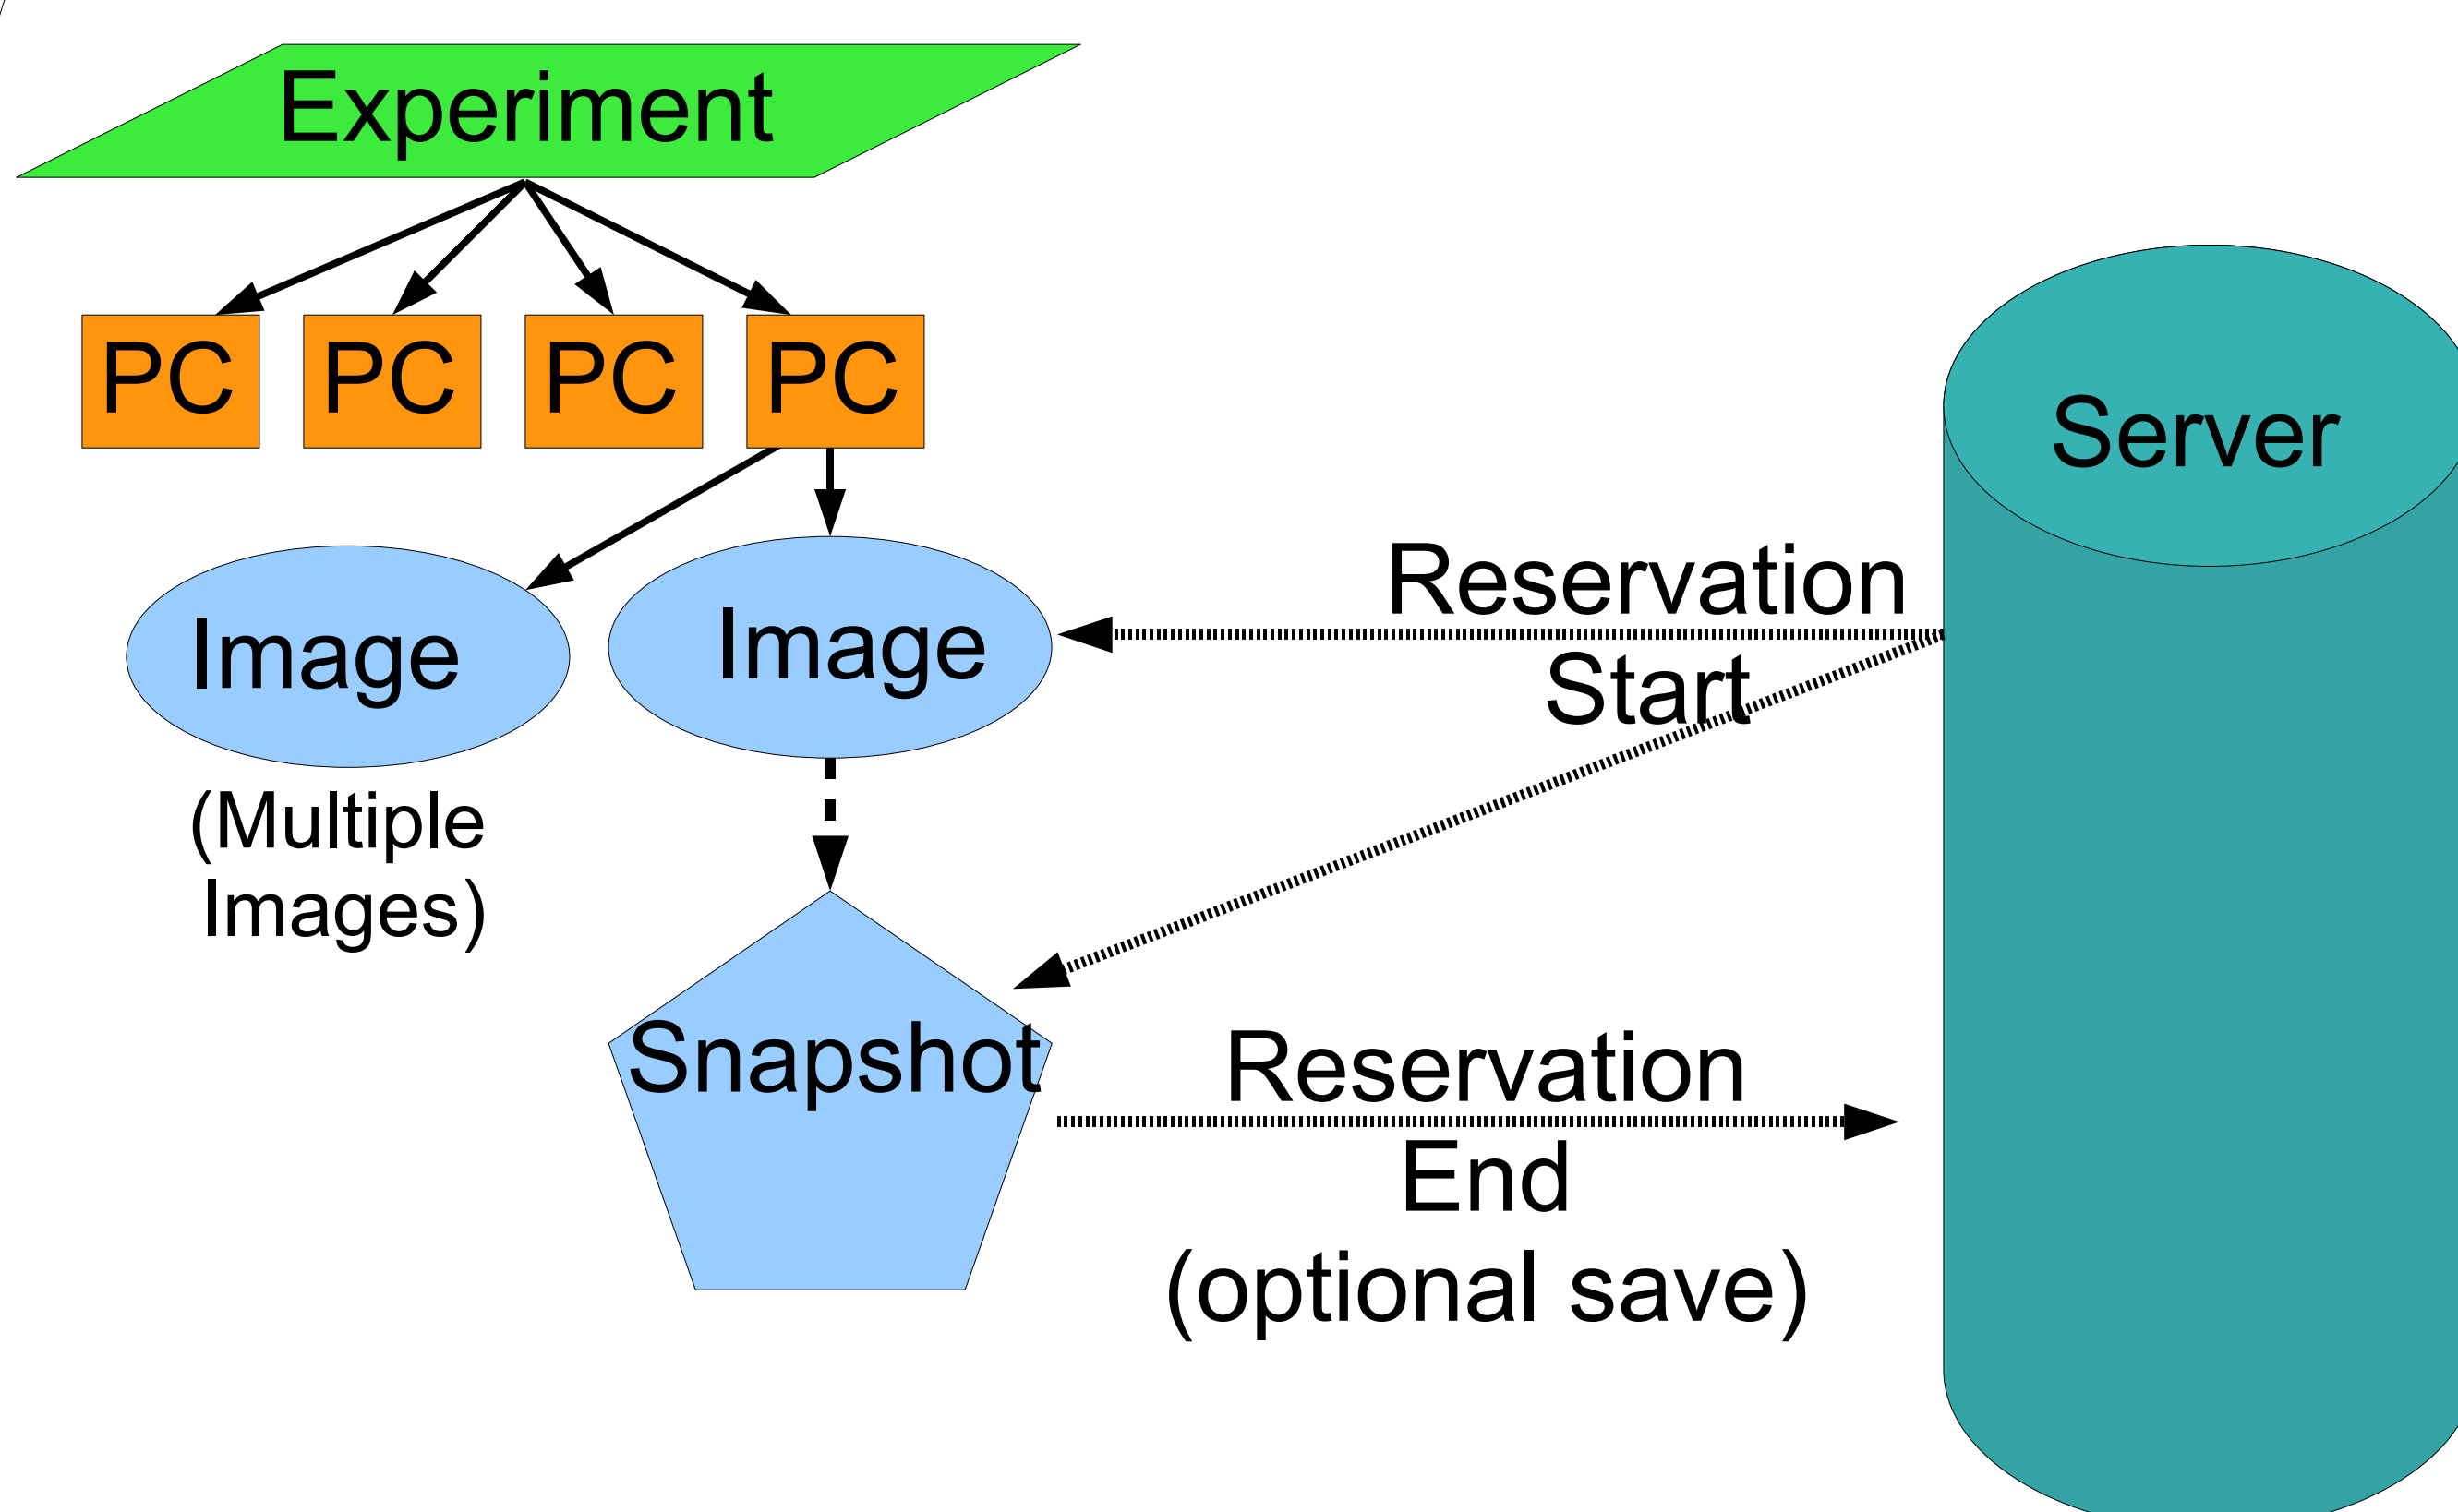 Experiment
PC PC PC PC
Server
Reservation
Start
Image
Image
(Multiple
Images)
Snapshot
Reservation
End
(optional save)